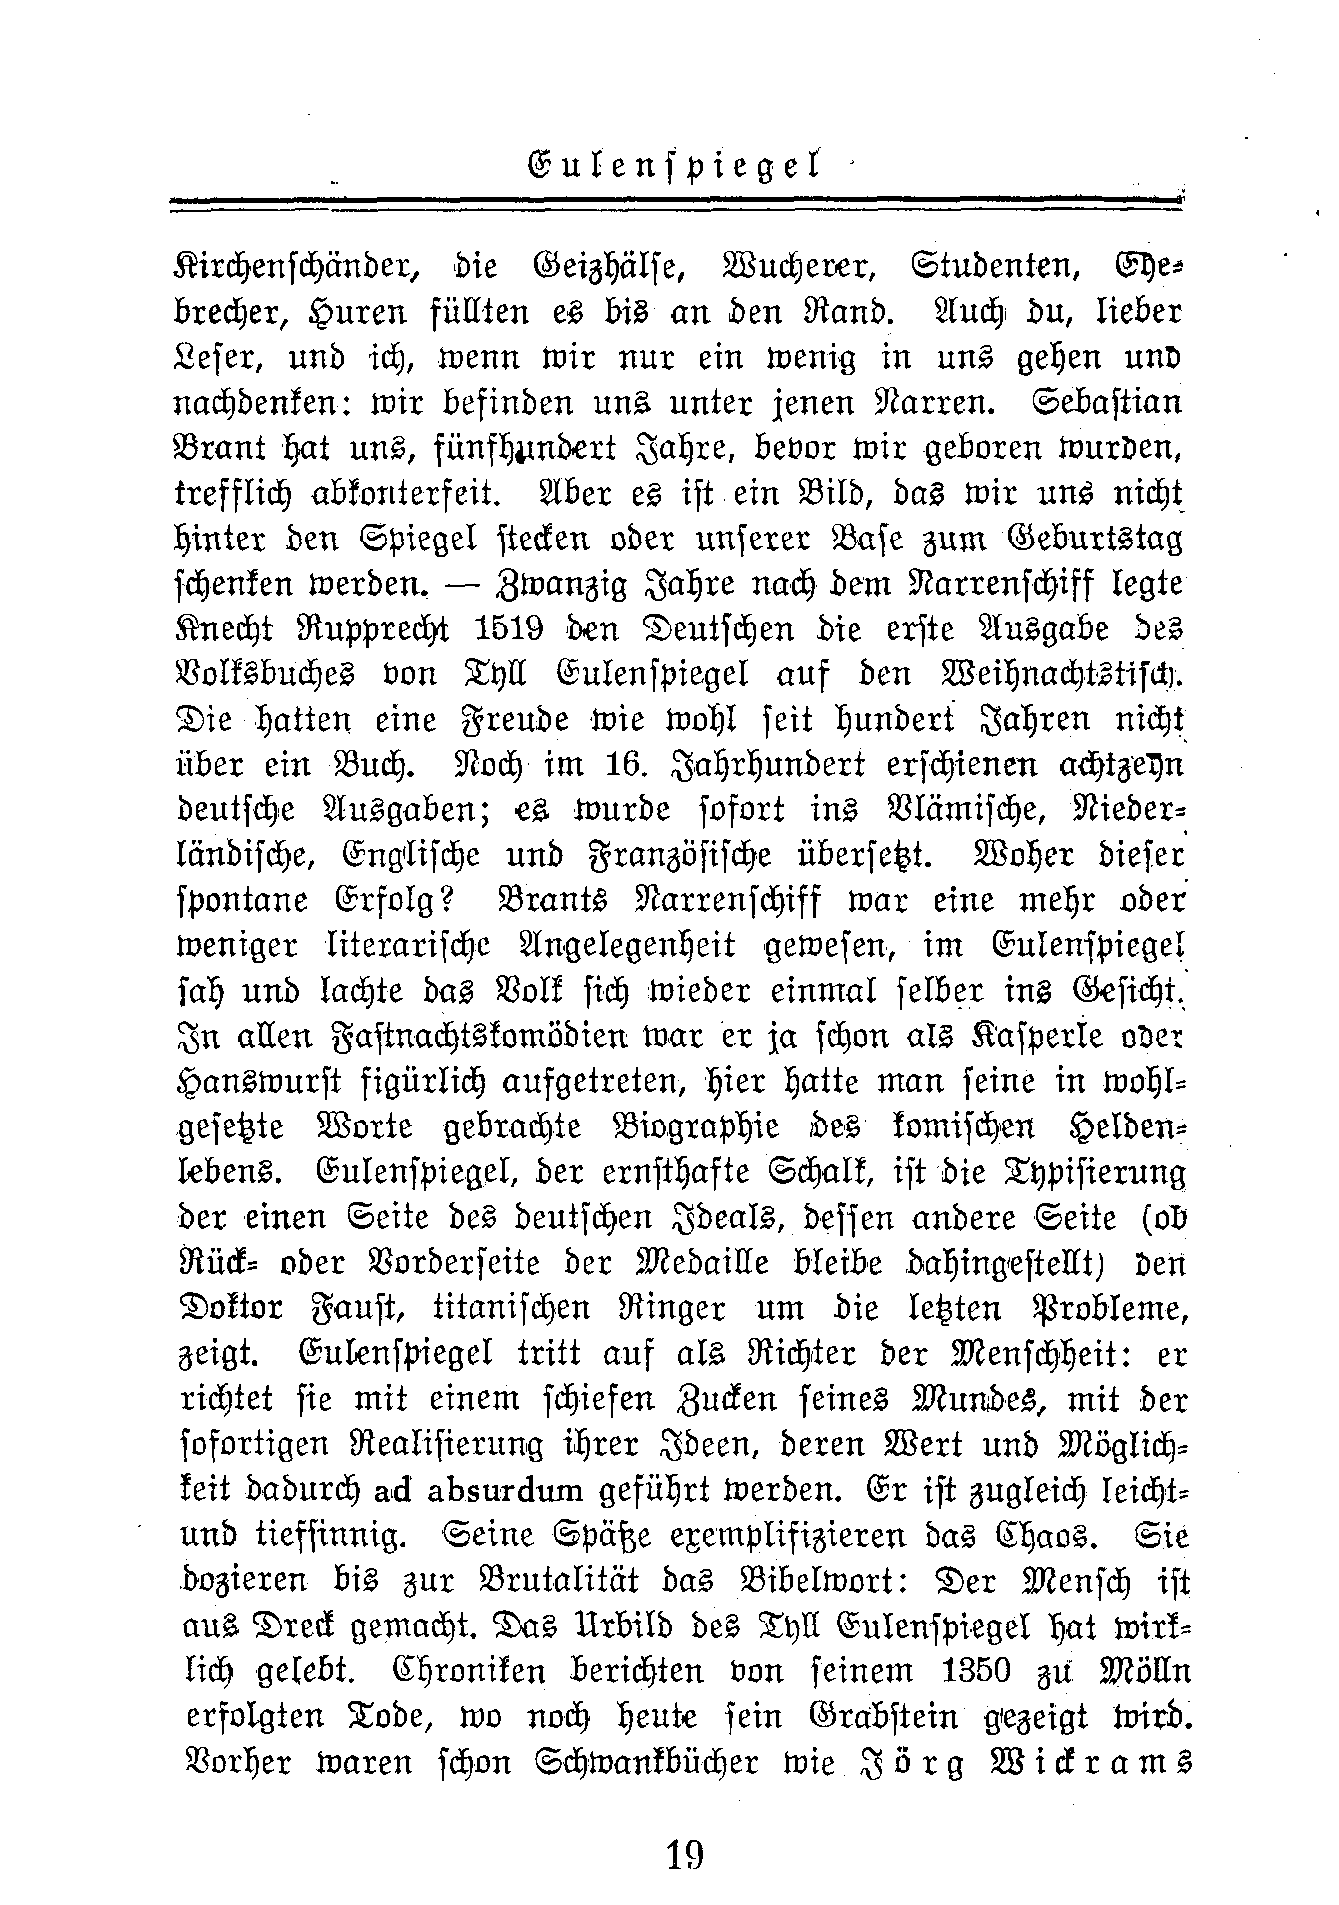 Eulenspiegel
Kirchenschänder, die Geizhälse, Wucherer, Studenten, Ehe-
brecher, Huren füllten es bis an den Rand. Auch du, lieber
Leser, und ich, wenn wir nur ein wenig in uns gehen und
nachdenken: wir befinden uns unter jenen Narren. Sebastian
Brant hat uns, fünfhundert Jahre, bevor wir geboren wurden,
trefflich abkonterfeit. Aber es ist ein Bild, das wir uns nicht
hinter den Spiegel stecken oder unserer Base zum Geburtstag
schenken werden. — Zwanzig Jahre nach dem Narrenschiff legte
Knecht Rupprecht 1519 den Deutschen die erste Ausgabe des
Volksbuches von Tyll Eulenspiegel auf den Weihnachtstisch.
Die hatten eine Freude wie wohl seit hundert Jahren nicht
über ein Buch. Noch im 16. Jahrhundert erschienen achtzehn
deutsche Ausgaben; es wurde sofort ins Vlämische, Nieder-
ländische, Englische und Französische übersetzt. Woher dieser
spontane Erfolg? Brants Narrenschiff war eine mehr oder
weniger literarische Angelegenheit gewesen, im Eulenspiegel
sah und lachte das Volk sich wieder einmal selber ins Gesicht.
In allen Fastnachtskomödien war er ja schon als Kasperle oder
Hanswurst figürlich aufgetreten, hier hatte man seine in wohl-
gesetzte Worte gebrachte Biographie des komischen Helden-
lebens. Eulenspiegel, der ernsthafte Schalk, ist die Typisierung
der einen Seite des deutschen Ideals, dessen andere Seite (ob
Rück- oder Vorderseite der Medaille bleibe dahingestellt) den
Doktor Faust, titanischen Ringer um die letzten Probleme,
zeigt. Eulenspiegel tritt auf als Richter der Menschheit: er
richtet sie mit einem schiefen Zucken seines Mundes, mit der
sofortigen Realisierung ihrer Ideen, deren Wert und Möglich-
keit dadurch ad absurdum geführt werden. Er ist zugleich leicht-
und tiefsinnig. Seine Späße exemplifizieren das Chaos. Sie
dozieren bis zur Brutalität das Bibelwort: Der Mensch ist
aus Dreck gemacht. Das Urbild des Tyll Eulenspiegel hat wirk-
lich gelebt. Chroniken berichten von seinem 1350 zu Mölln
erfolgten Tode, wo noch heute sein Grabstein gezeigt wird.
Vorher waren schon Schwankbücher wie Jörg Wickrams
19